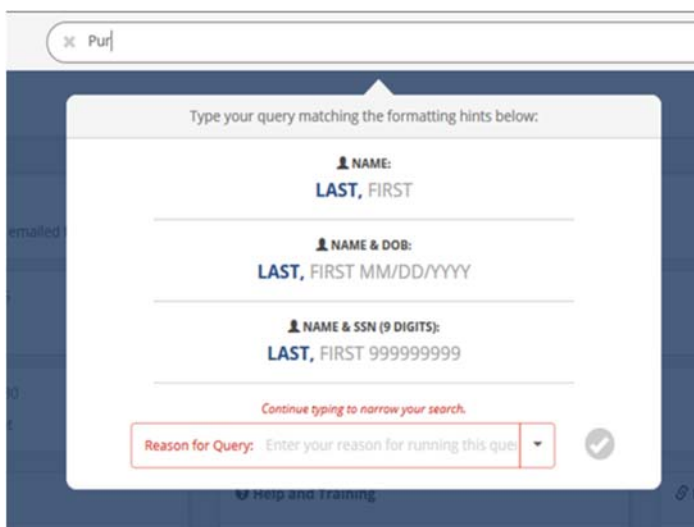 Pur
Type your query matching the formatting hints below:
NAME:
LAST, FIRST
emailed
NAME & DOB:
LAST, FIRST MM/DD/YYYY
NAME & SSN (9 DIGITS):
LAST, FIRST 999999999
Continue typing to narrow your search.
Reason for Query: Enter your reason for running this que
Help and Training